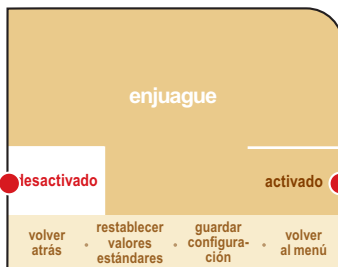 enjuague
desactivado activado
volver atrás
restablecer valores estándares
guardar configura-ción
volver al menú